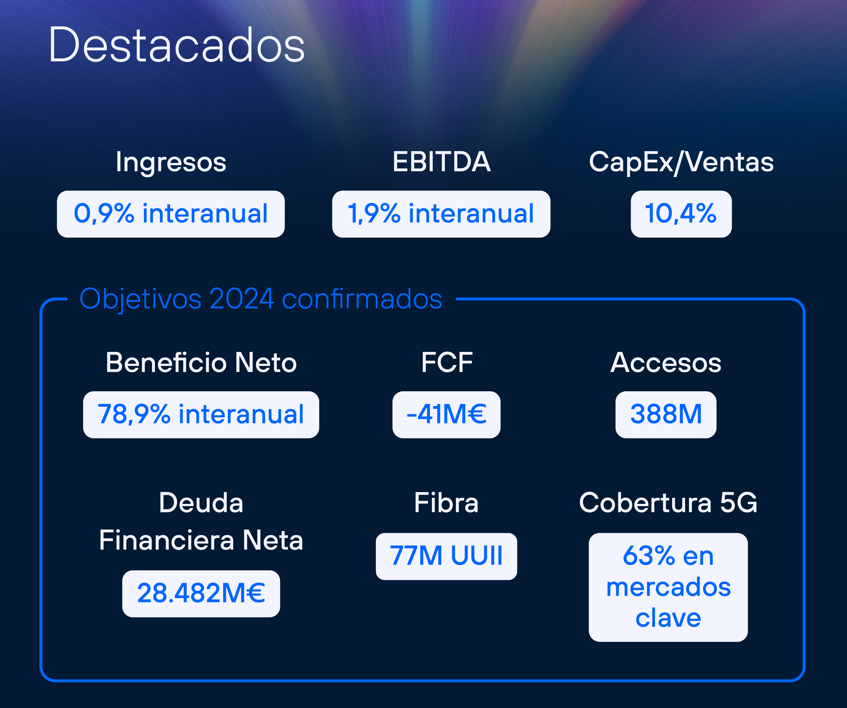 Destacados
Ingresos
EBITDA
CapEx/Ventas
0,9% interanual
1,9% interanual
10,4%
Objetivos 2024 confirmados
Beneficio Neto
FCF
Accesos
78,9% interanual
-41M€
388M
Deuda
Financiera Neta
Fibra
Cobertura 5G
28.482M€
77M UUII
63% en
mercados
clave